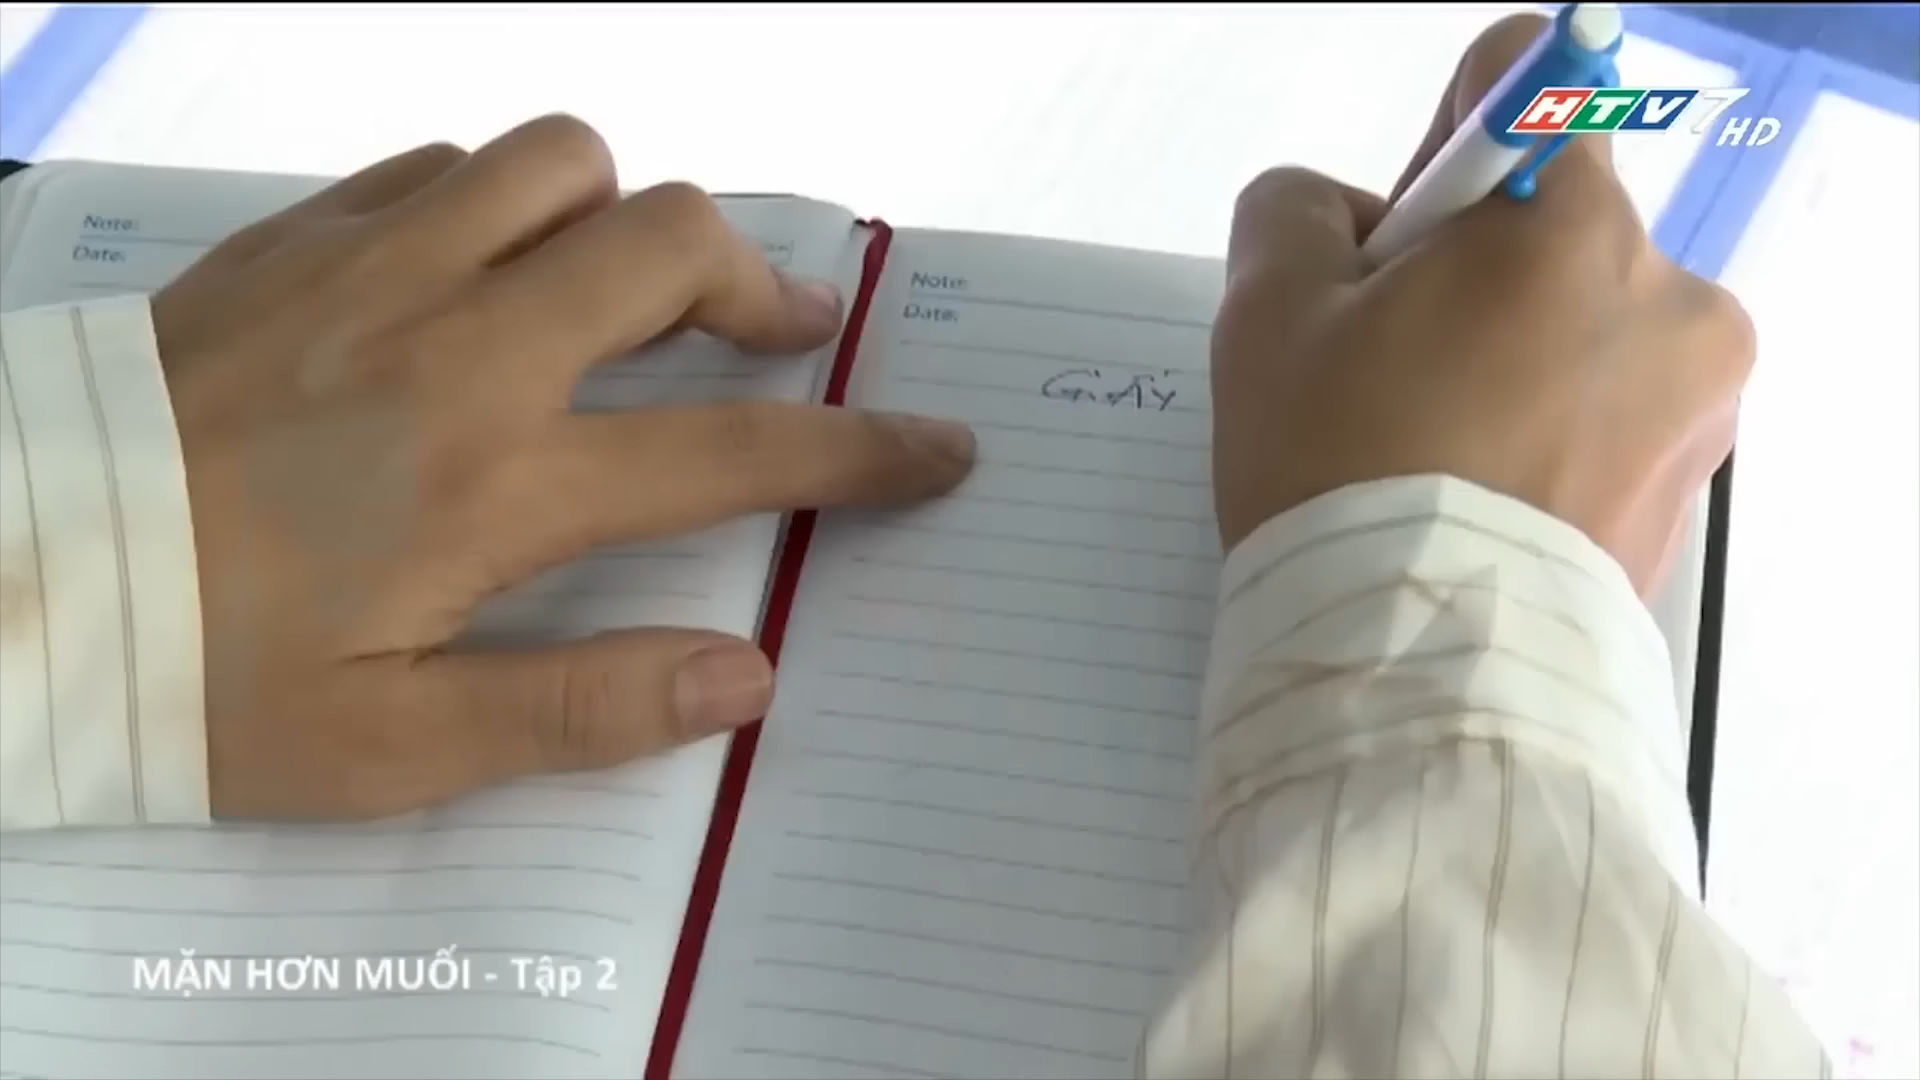 HTV7 HD
Note:
Date:
Note:
Date:
GIẤY
MẶN HƠN MUỐI - Tập 2